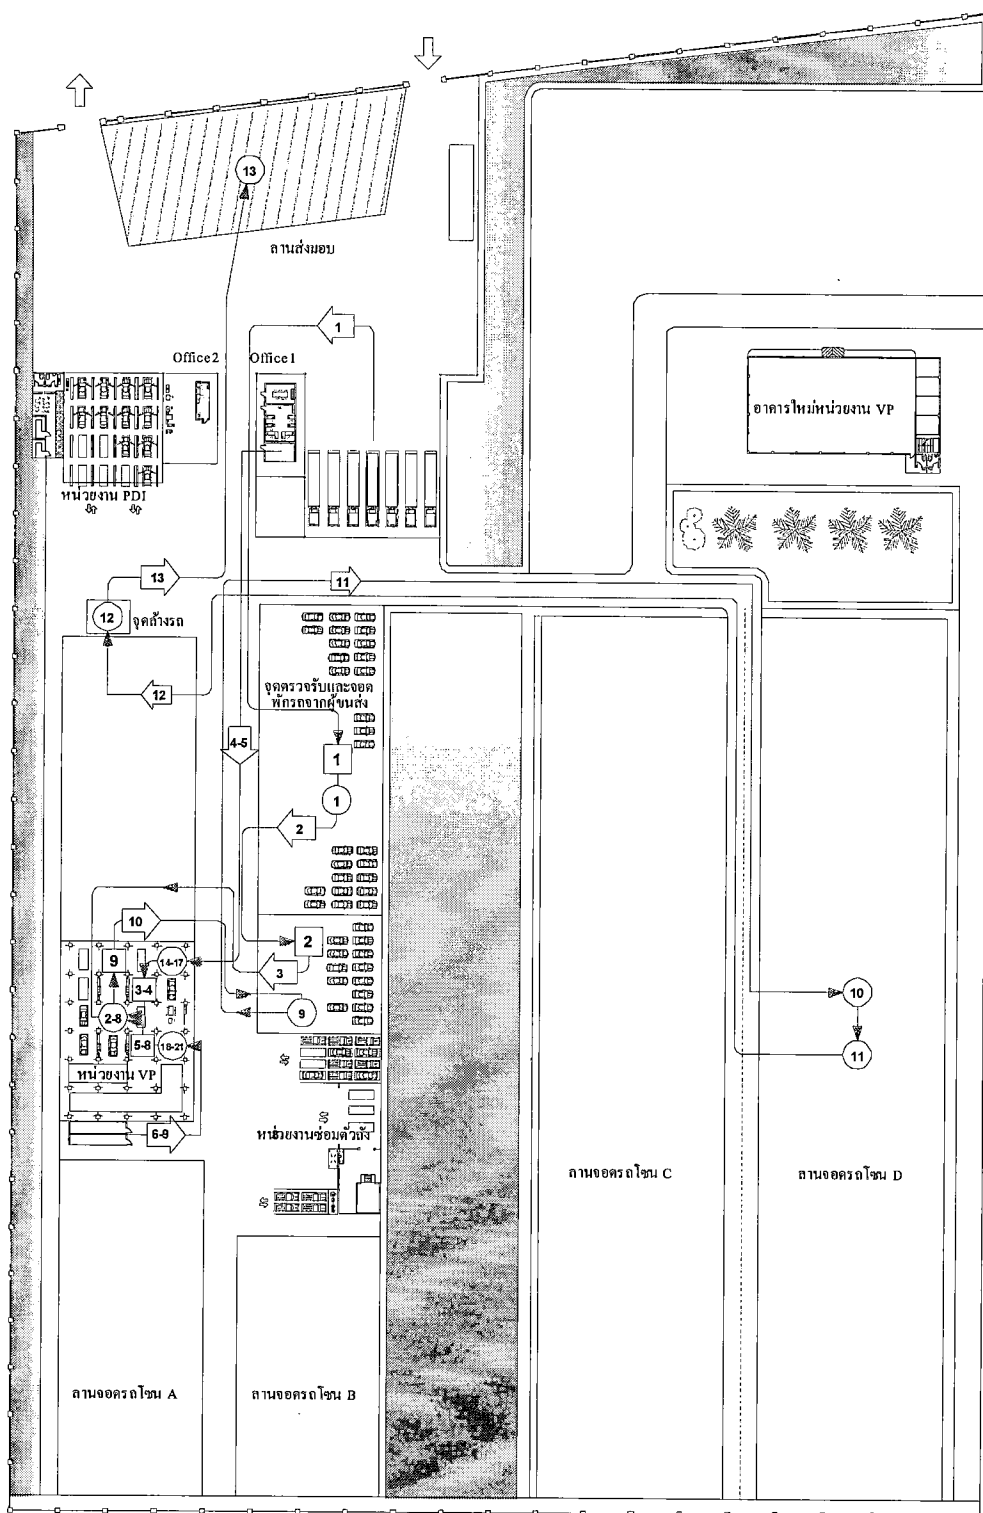 13
ลานส่งมอบ
1
Office2
Office1
อาคารใหม่หน่วยงาน VP
หน่วยงาน PDI
13
11
12
จุดล้างรถ
12
จุดตรวจรับและจอด
พักรถจากผู้ขนส่ง
4-5
1
1
2
10
9
14-17
2
3
3-4
2-8
9
10
5-8
18-21
11
หน่วยงาน VP
6-9
หน่วยงานซ่อมตัวถัง
ลานจอดรถโซน C
ลานจอดรถโซน D
ลานจอดรถโซน A
ลานจอดรถโซน B